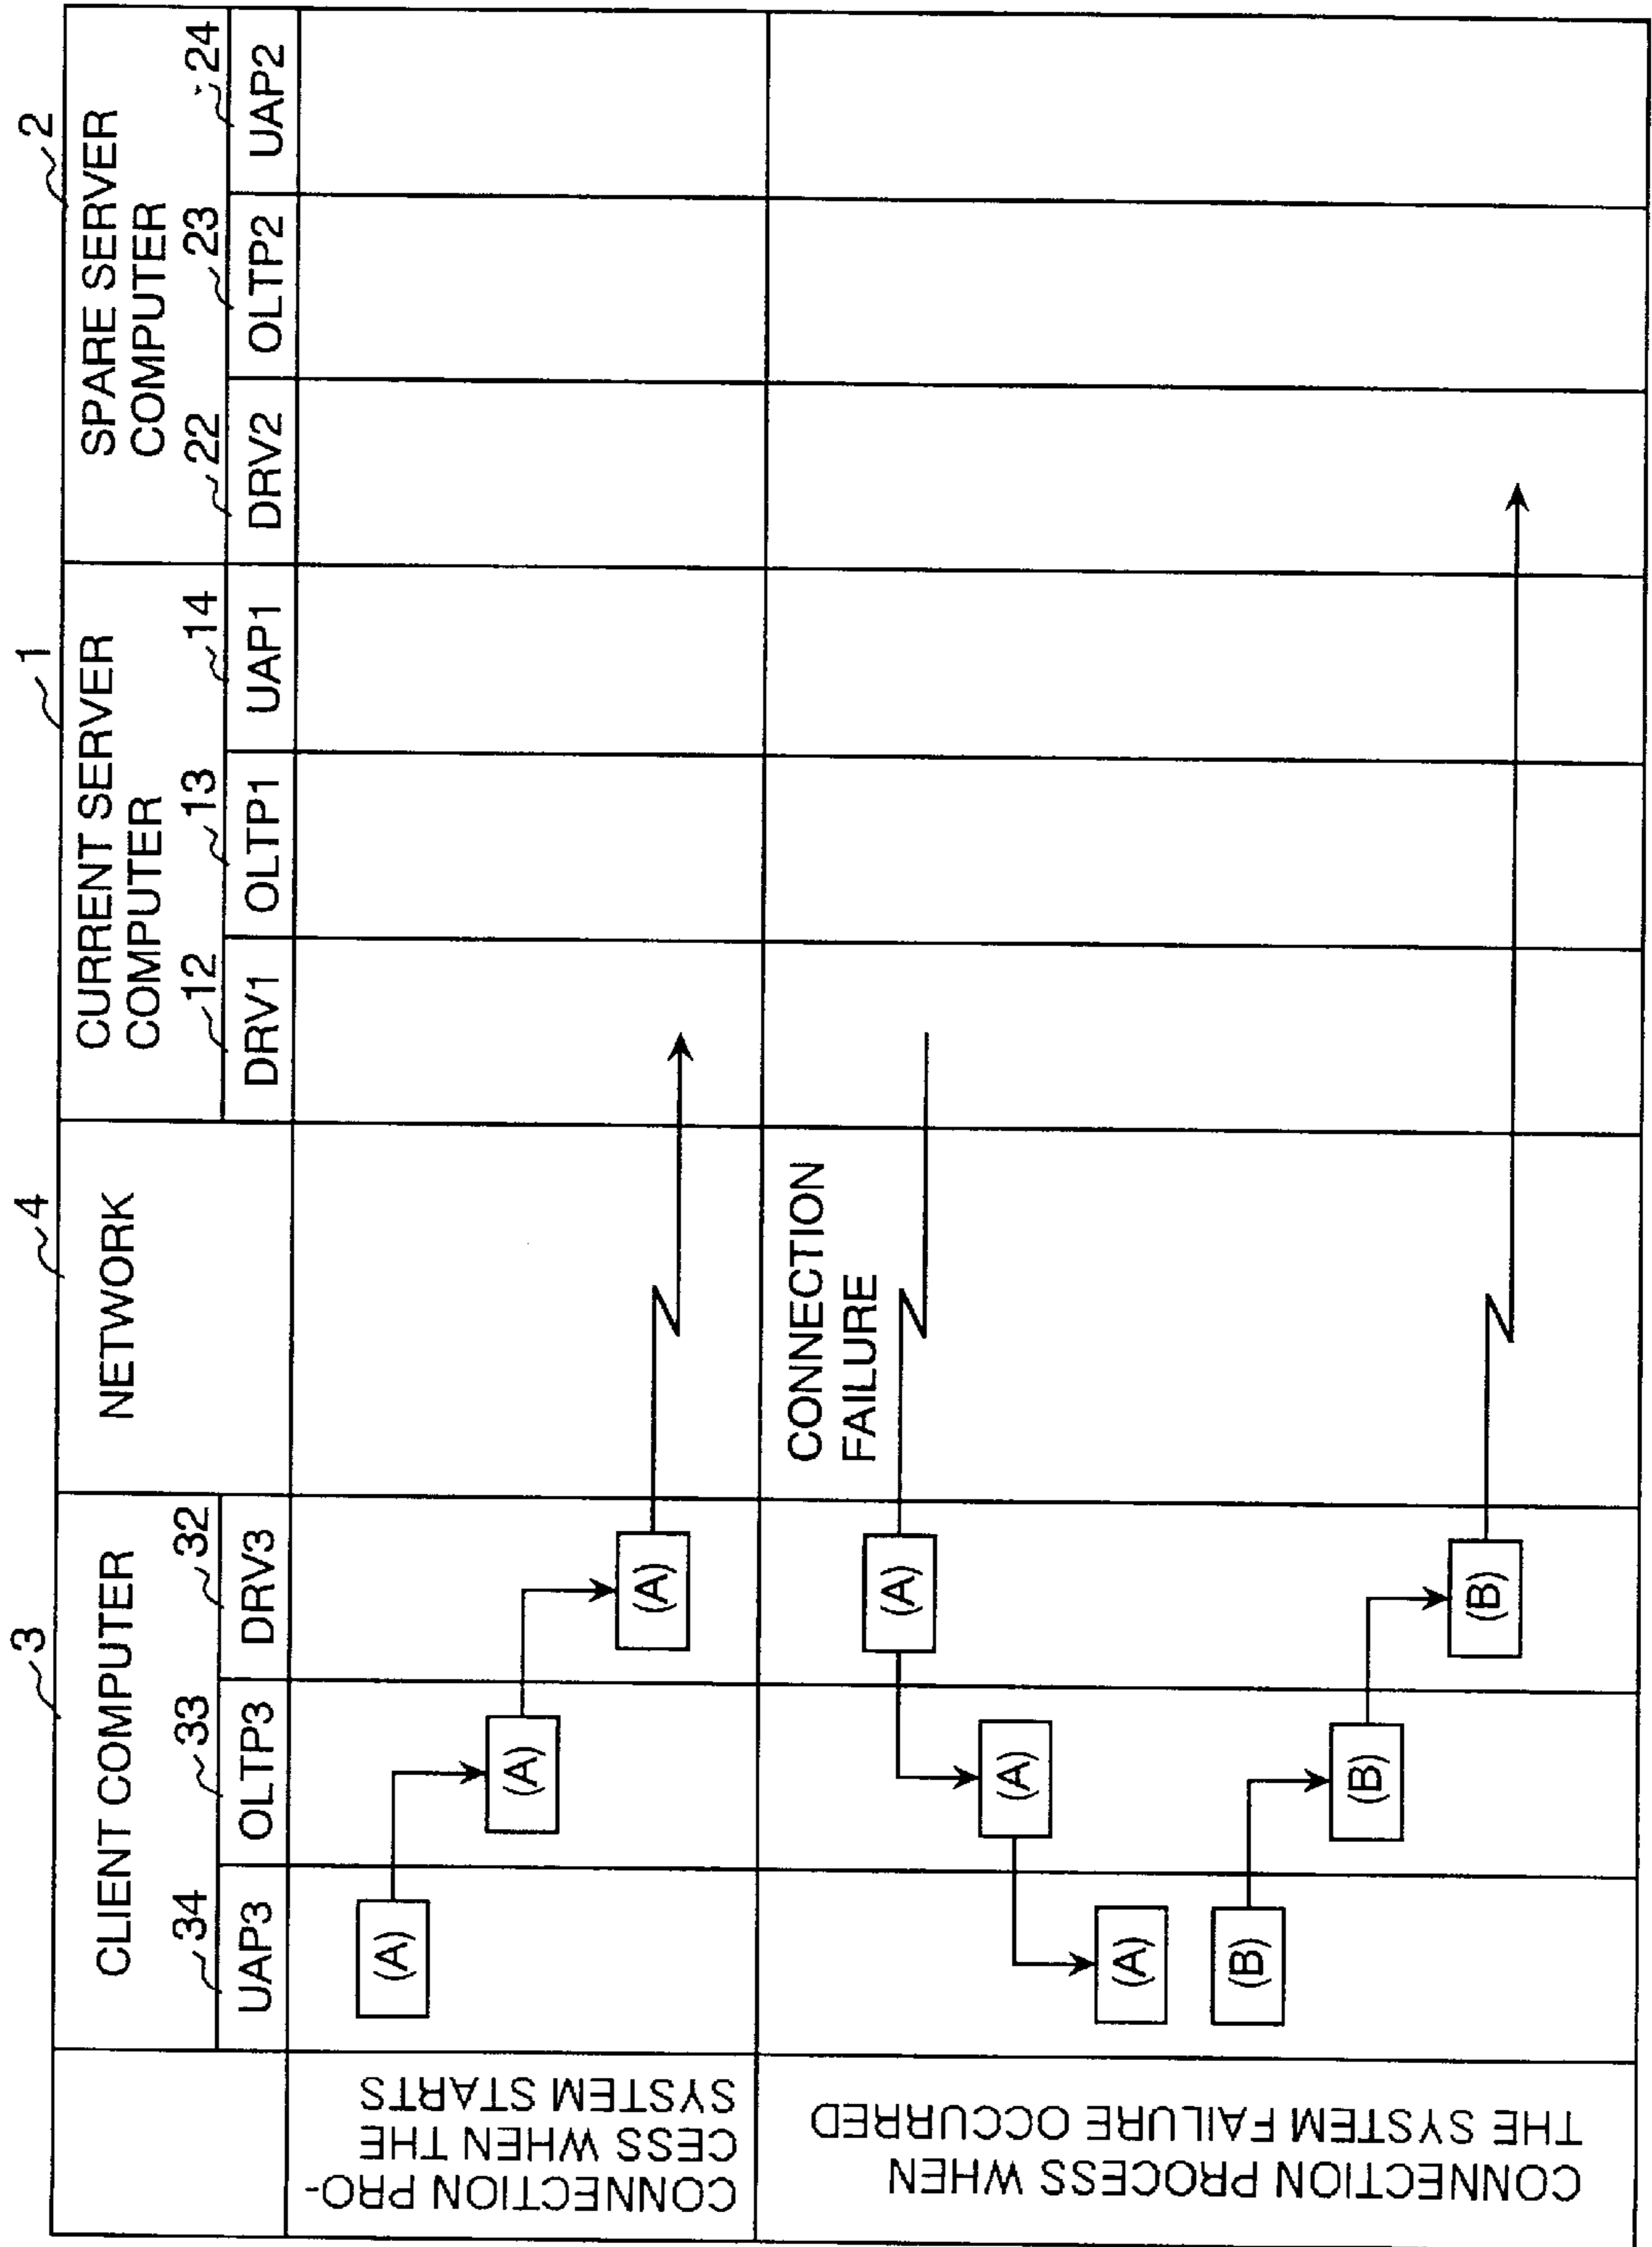 3
4
1
2
CLIENT COMPUTER
NETWORK
CURRENT SERVER
COMPUTER
SPARE SERVER
COMPUTER
34
33
32
12
13
14
22
23
24
UAP3
OLTP3
DRV3
DRV1
OLTP1
UAP1
DRV2
OLTP2
UAP2
CONNECTION PRO-
CESS WHEN THE
SYSTEM STARTS
(A)
(A)
(A)
CONNECTION PROCESS WHEN
THE SYSTEM FAILURE OCCURRED
CONNECTION
FAILURE
(A)
(A)
(A)
(B)
(B)
(B)